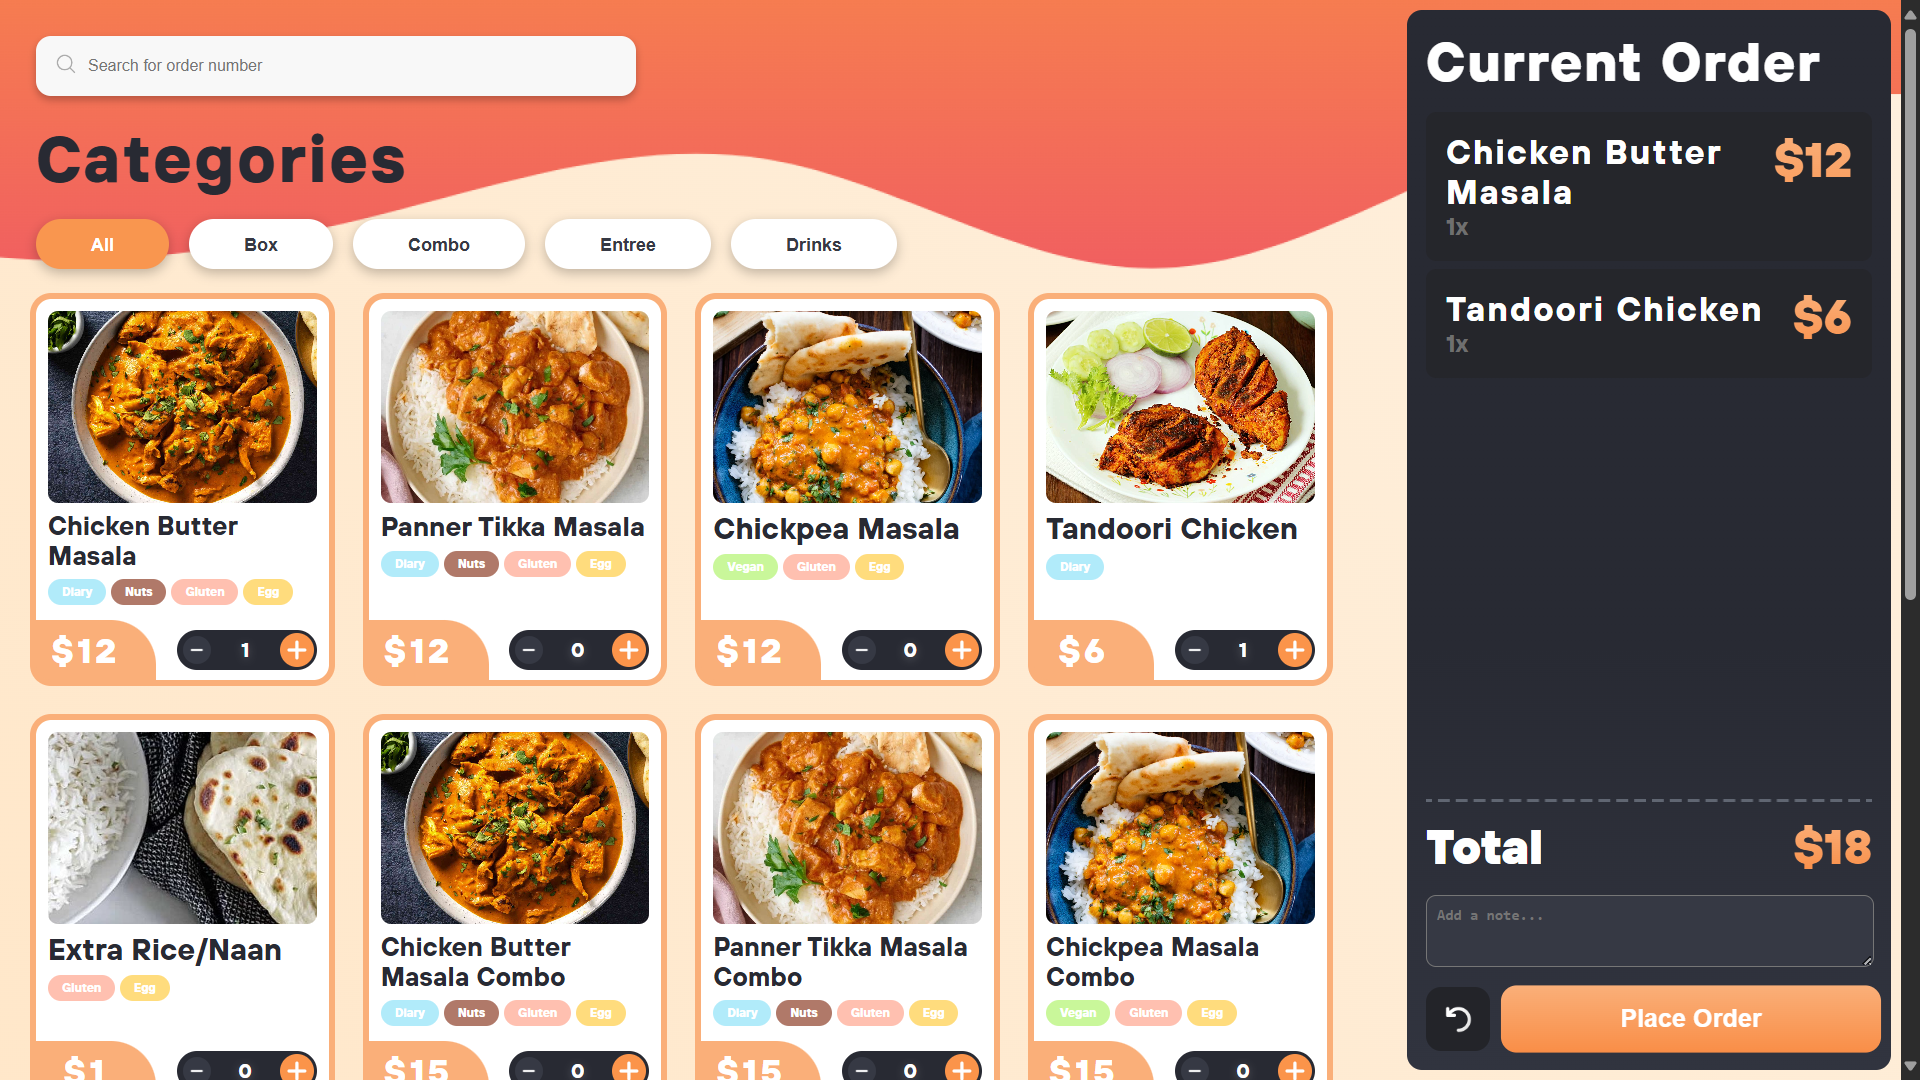 Search for order number
Categories
All
Box
Combo
Entree
Drinks
Chicken Butter
Masala
Diary
Nuts
Gluten
Egg
$12
1
Panner Tikka Masala
Diary
Nuts
Gluten
Egg
$12
0
Chickpea Masala
Vegan
Gluten
Egg
$12
0
Tandoori Chicken
Diary
$6
1
Extra Rice/Naan
Gluten
Egg
$1
0
Chicken Butter
Masala Combo
Diary
Nuts
Gluten
Egg
$15
0
Panner Tikka Masala
Combo
Diary
Nuts
Gluten
Egg
$15
0
Chickpea Masala
Combo
Vegan
Gluten
Egg
$15
0
Current Order
Chicken Butter
Masala
$12
1x
Tandoori Chicken
$6
1x
Total
$18
Add a note...
Place Order